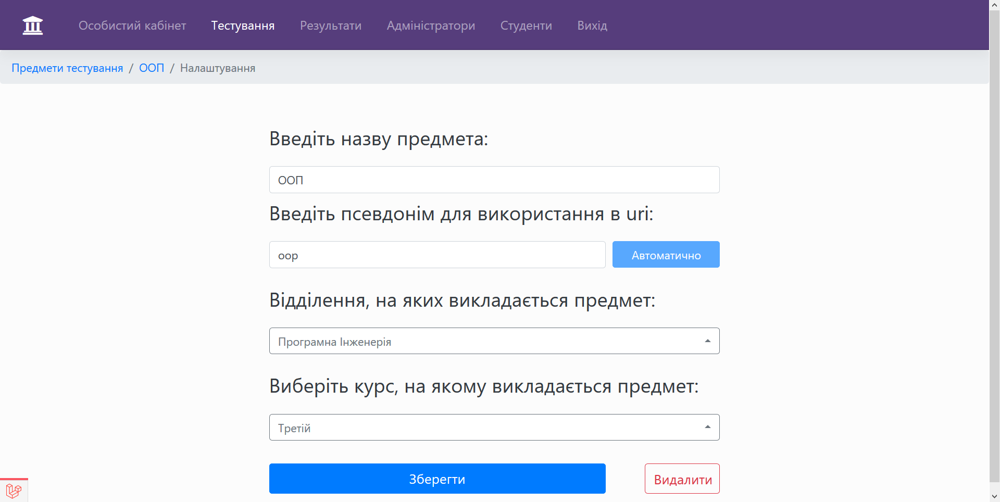 Особистий кабінет Тестування Результати Адміністратори Студенти Вихід
Предмети тестування / ООП / Налаштування
Введіть назву предмета:
ООП
Введіть псевдонім для використання в uri:
oop Автоматично
Відділення, на яких викладається предмет:
Програмна Інженерія
Виберіть курс, на якому викладається предмет:
Третій
Зберегти Видалити